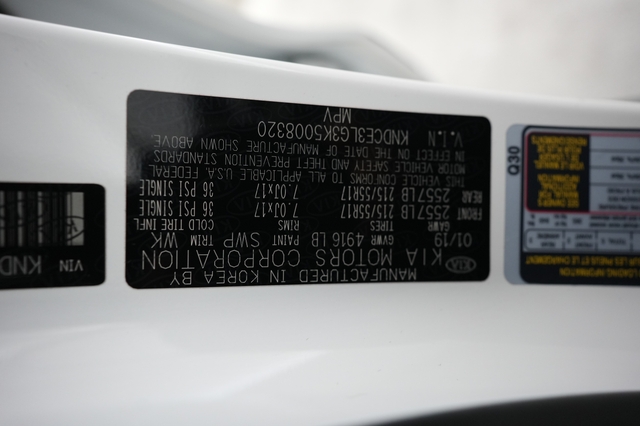 MANUFACTURED IN KOREA BY
KIA KIA MOTORS CORPORATION
01/19 GVWR 4916 LB PAINT SWP TRIM WK
GAWR TIRES RIMS COLD TIRE INFL
FRONT 2557LB 215/55R17 7.0Jx17 36 PSI SINGLE
REAR 2557LB 215/55R17 7.0Jx17 36 PSI SINGLE
THIS VEHICLE CONFORMS TO ALL APPLICABLE U.S.A. FEDERAL
MOTOR VEHICLE SAFETY AND THEFT PREVENTION STANDARDS
IN EFFECT ON THE DATE OF MANUFACTURE SHOWN ABOVE
V.I.N KNDCE3LG3K5008320
MPV
VIN KND
Q30
LOADING INFORMATION
TOTAL